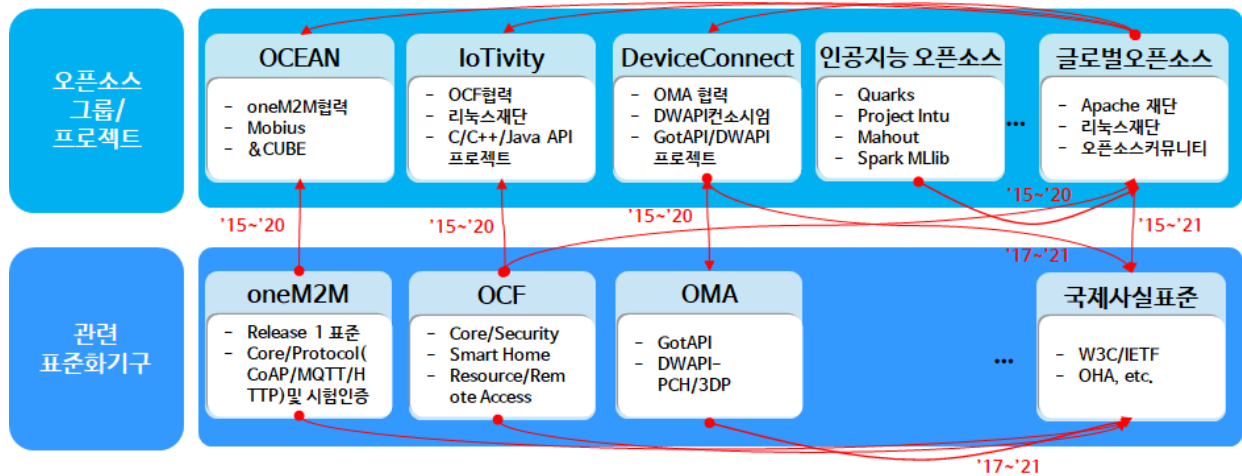 오픈소스
그룹/
프로젝트
OCEAN
- oneM2M협력
- Mobius
- &CUBE
IoTivity
- OCF협력
- 리눅스재단
- C/C++/Java API
프로젝트
DeviceConnect
- OMA 협력
- DWAPI컨소시엄
- GotAPI/DWAPI
프로젝트
인공지능 오픈소스
- Quarks
- Project Intu
- Mahout
- Spark MLlib
...
글로벌오픈소스
- Apache 재단
- 리눅스재단
- 오픈소스커뮤니티
'15~'20
'15~'20
'15~'20
'15~'20
'15~'21
'17~'21
관련
표준화기구
oneM2M
- Release 1 표준
- Core/Protocol(
CoAP/MQTT/H
TTP)및 시험인증
OCF
- Core/Security
- Smart Home
- Resource/Rem
ote Access
OMA
- GotAPI
- DWAPI-
PCH/3DP
...
국제사실표준
- W3C/IETF
- OHA, etc.
'17~'21